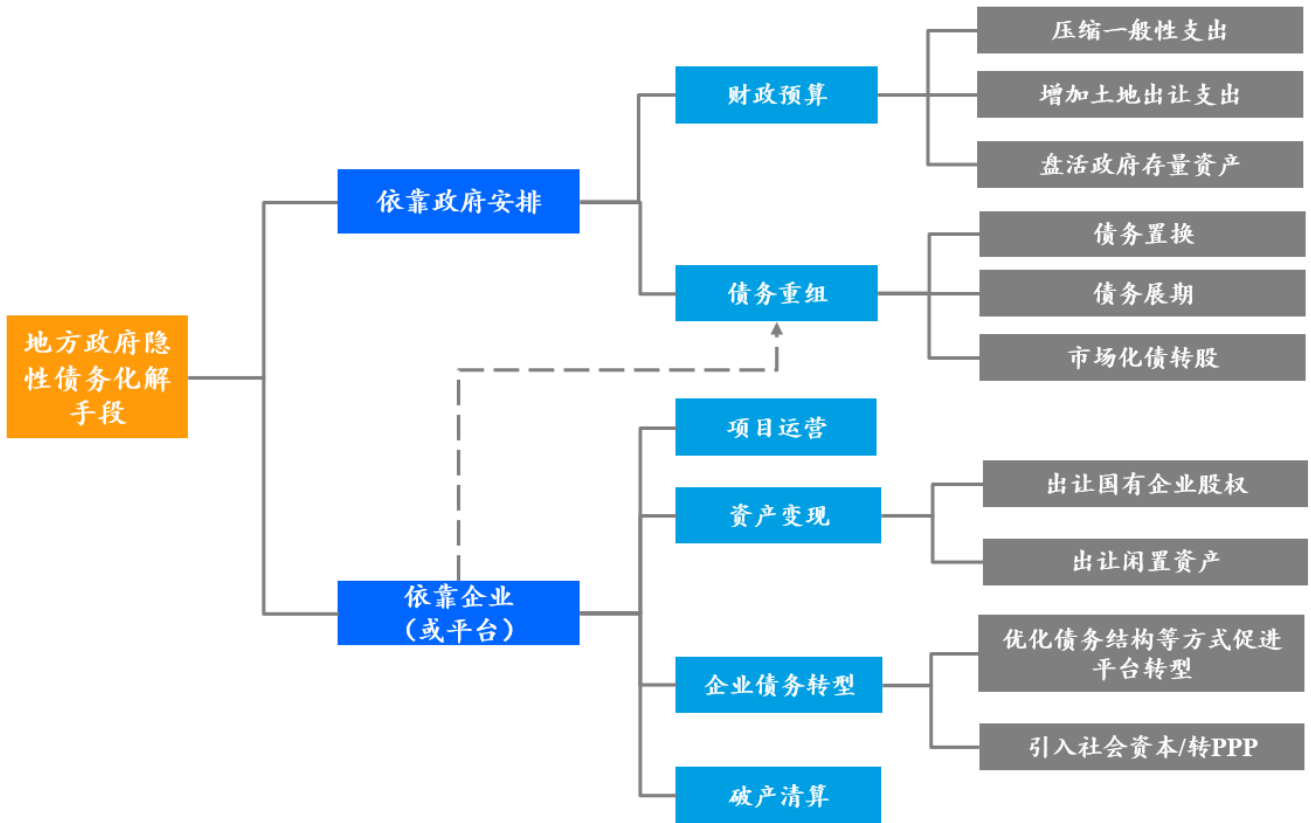 地方政府隐
性债务化解
手段
依靠政府安排
财政预算
压缩一般性支出
增加土地出让支出
盘活政府存量资产
债务重组
债务置换
债务展期
市场化债转股
依靠企业
（或平台）
项目运营
资产变现
出让国有企业股权
出让闲置资产
企业债务转型
优化债务结构等方式促进
平台转型
引入社会资本/转PPP
破产清算